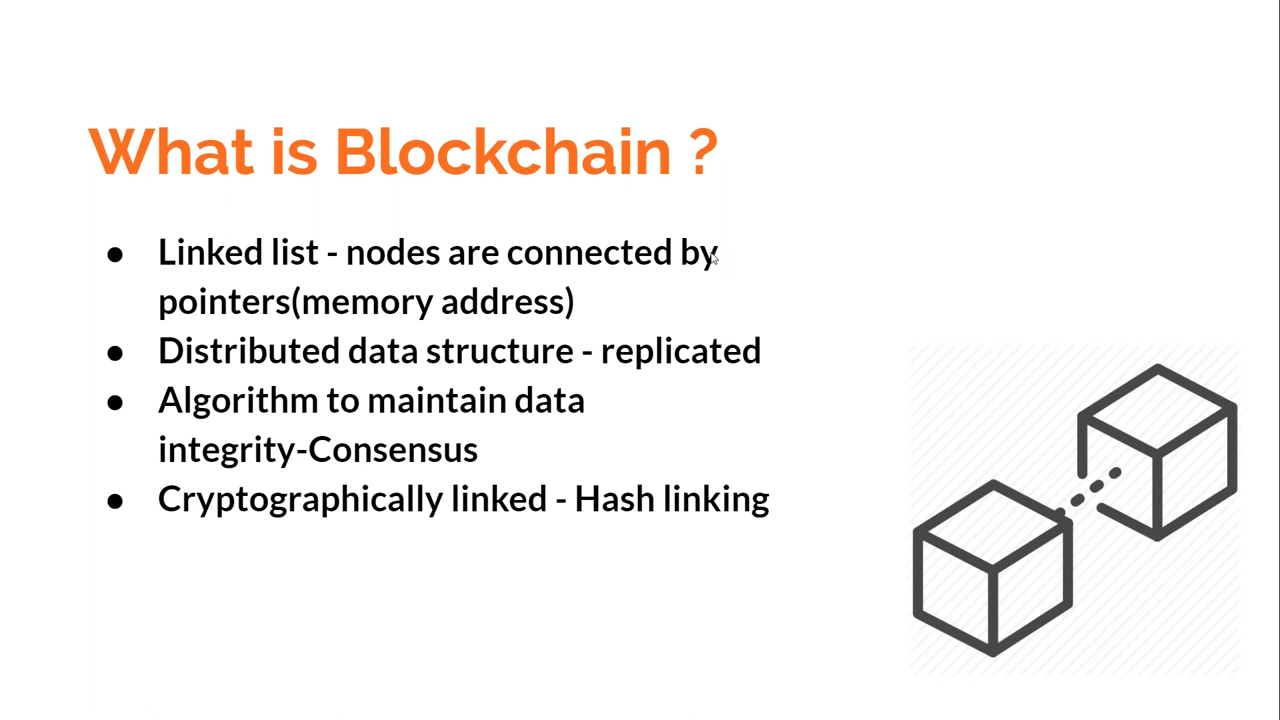 What is Blockchain ?
● Linked list - nodes are connected by
pointers(memory address)
● Distributed data structure - replicated
● Algorithm to maintain data
integrity-Consensus
● Cryptographically linked - Hash linking